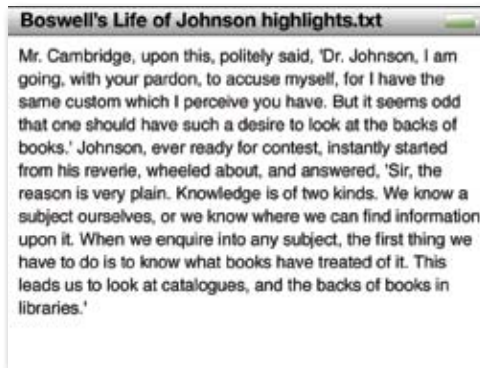 Boswell's Life of Johnson highlights.txt
Mr. Cambridge, upon this, politely said, 'Dr. Johnson, I am
going, with your pardon, to accuse myself, for I have the
same custom which I perceive you have. But it seems odd
that one should have such a desire to look at the backs of
books.' Johnson, ever ready for contest, instantly started
from his reverie, wheeled about, and answered, 'Sir, the
reason is very plain. Knowledge is of two kinds. We know a
subject ourselves, or we know where we can find information
upon it. When we enquire into any subject, the first thing we
have to do is to know what books have treated of it. This
leads us to look at catalogues, and the backs of books in
libraries.'